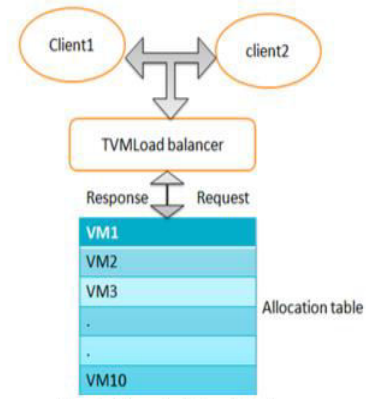 Client1
client2
TVMLoad balancer
Response
Request
VM1
VM2
VM3
.
.
VM10
Allocation table